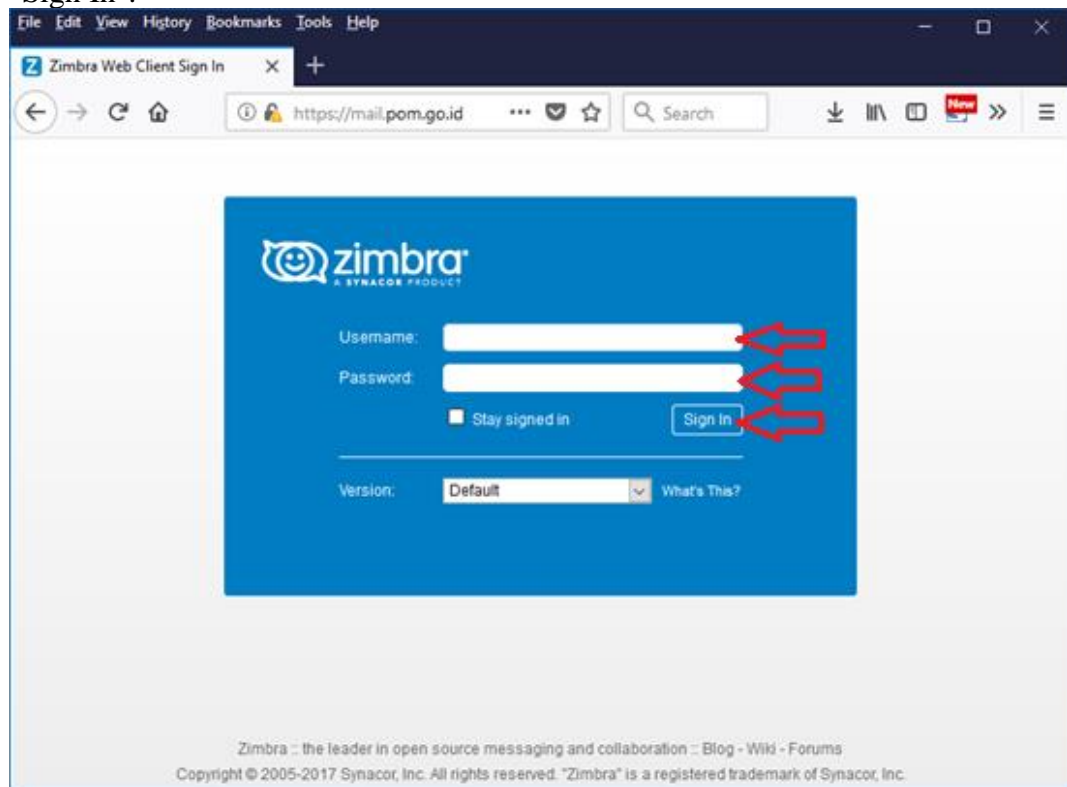 "Sign In".
File Edit View History Bookmarks Tools Help
Zimbra Web Client Sign In
https://mail.pom.go.id ... Search New
zimbra
A SYNACOR PRODUCT
Username:
Password:
Stay signed in Sign In
Version: Default What's This?
Zimbra :: the leader in open source messaging and collaboration :: Blog - Wiki - Forums
Copyright © 2005-2017 Synacor, Inc. All rights reserved. "Zimbra" is a registered trademark of Synacor, Inc.